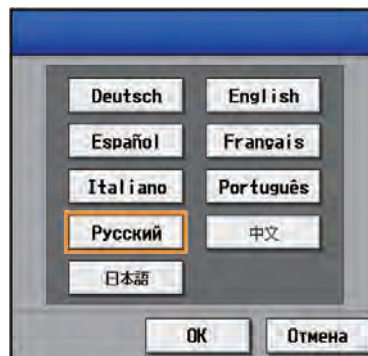 Deutsch English
Español Français
Italiano Português
Русский 中文
日本語
OK Отмена